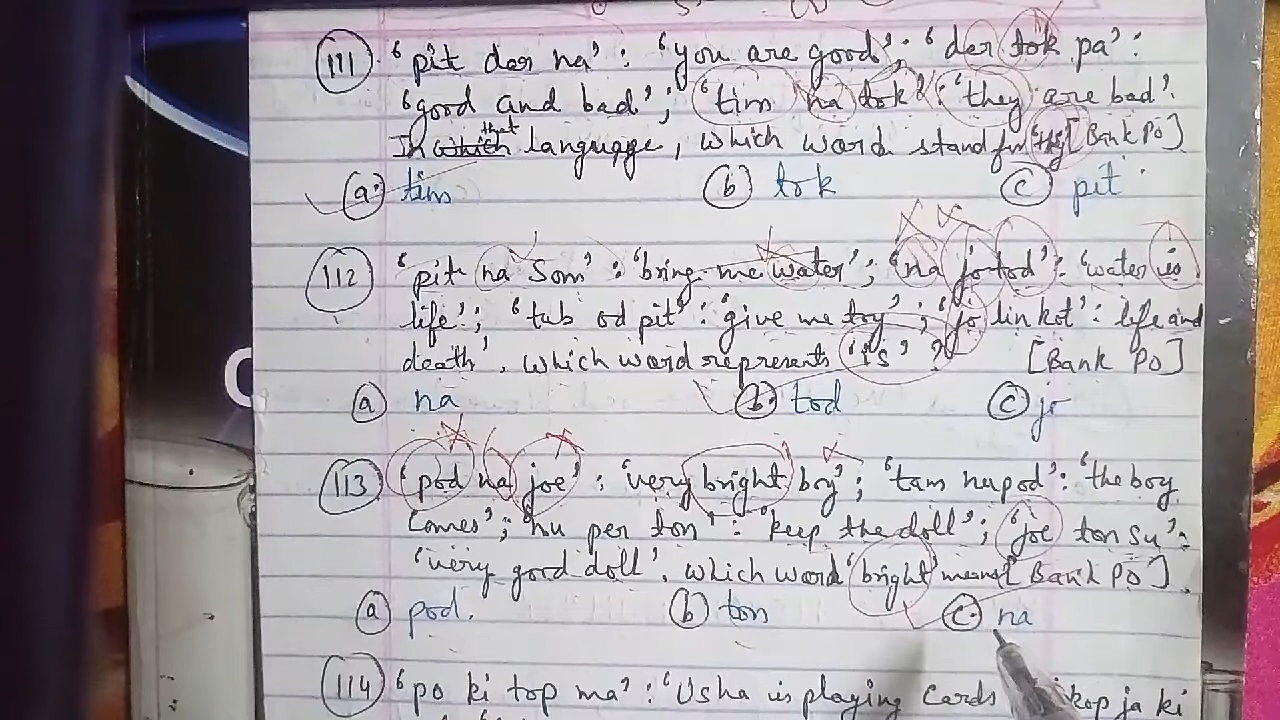 111 'pit der na' : 'you are good' ; 'der tok pa' :
'good and bad' ; 'tim na tok' : 'they are bad'.
In which that language, which word stand for 'they' [Bank PO]
a. tim b tok c pit
112 'pit na som' : 'bring me water' ; 'na jo tod' : 'water is
life' ; 'tub od pit' : 'give me toy' ; 'jo lin kot' : life and
death', which word represents 'is' ? [Bank PO]
a na b. tod c jo
113 'pod na joe' : 'very bright boy' ; 'tam nu pod' : 'the boy
comes' ; 'nu per ton' : 'keep the doll' ; 'joe ton su' :
'very good doll'. which word 'bright' means [Bank PO]
a pod. b ton c. na
114 'po ki top ma' : 'Usha is playing cards kop ja ki